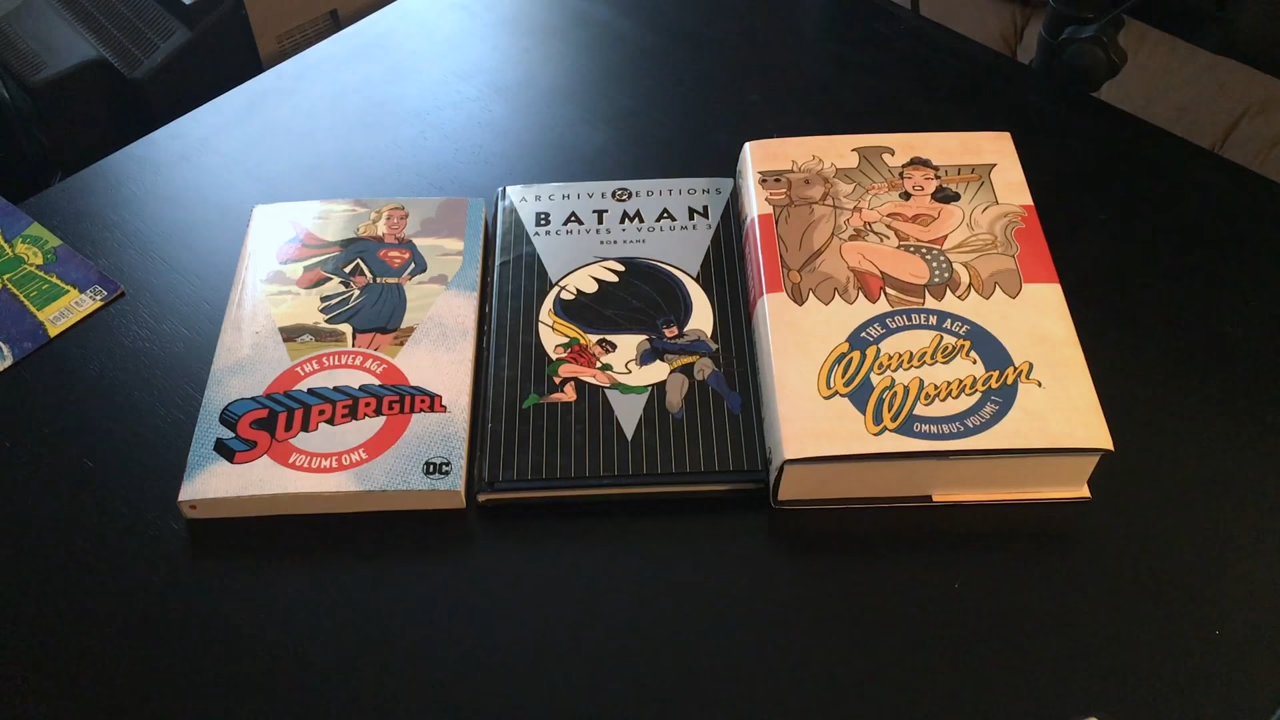 THE SILVER AGE
SUPERGIRL
VOLUME ONE
DC
ARCHIVE DC EDITIONS
BATMAN
ARCHIVES • VOLUME 3
BOB KANE
THE GOLDEN AGE
Wonder
Woman
OMNIBUS VOLUME 1